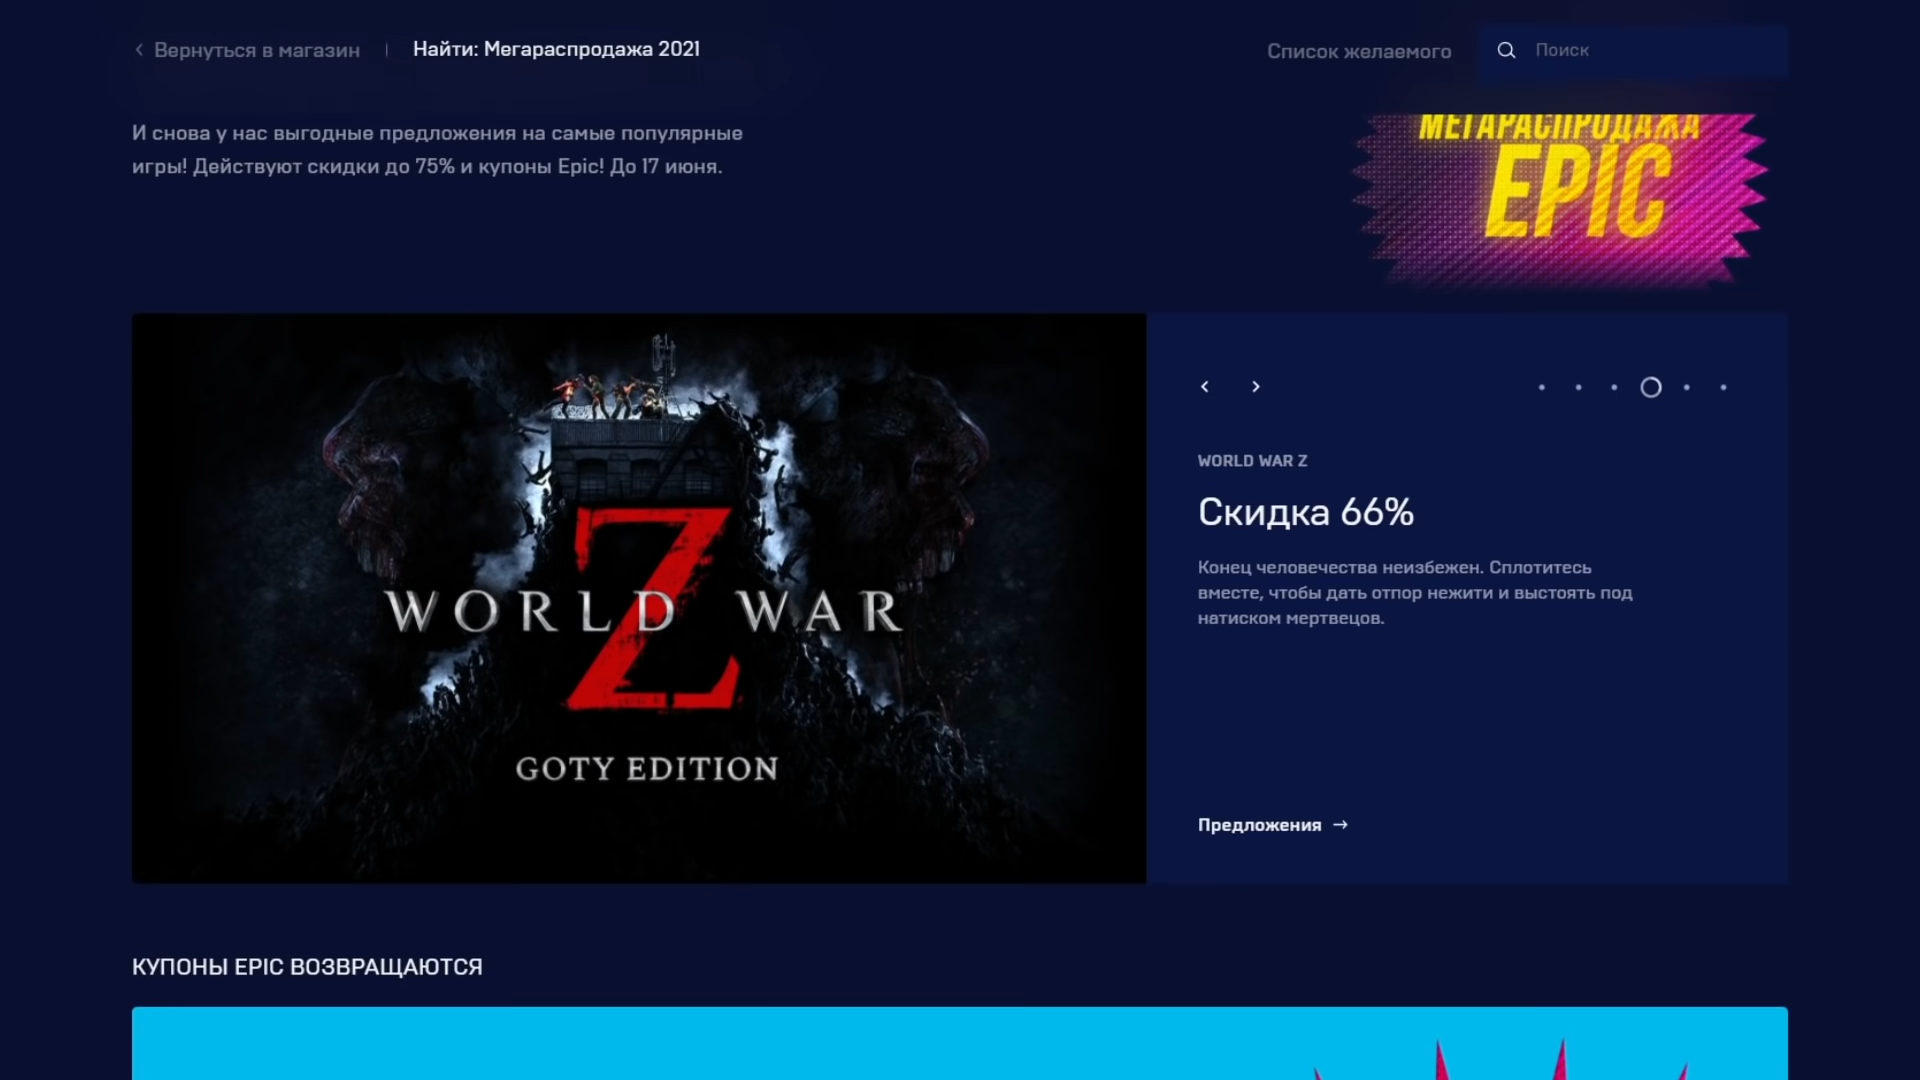 Вернуться в магазин
Найти: Мегараспродажа 2021
Список желаемого
Поиск
И снова у нас выгодные предложения на самые популярные
игры! Действуют скидки до 75% и купоны Epic! До 17 июня.
МЕГАРАСПРОДАЖА
EPIC
WORLD WAR
Z
GOTY EDITION
WORLD WAR Z
Скидка 66%
Конец человечества неизбежен. Сплотитесь
вместе, чтобы дать отпор нежити и выстоять под
натиском мертвецов.
Предложения →
КУПОНЫ EPIC ВОЗВРАЩАЮТСЯ